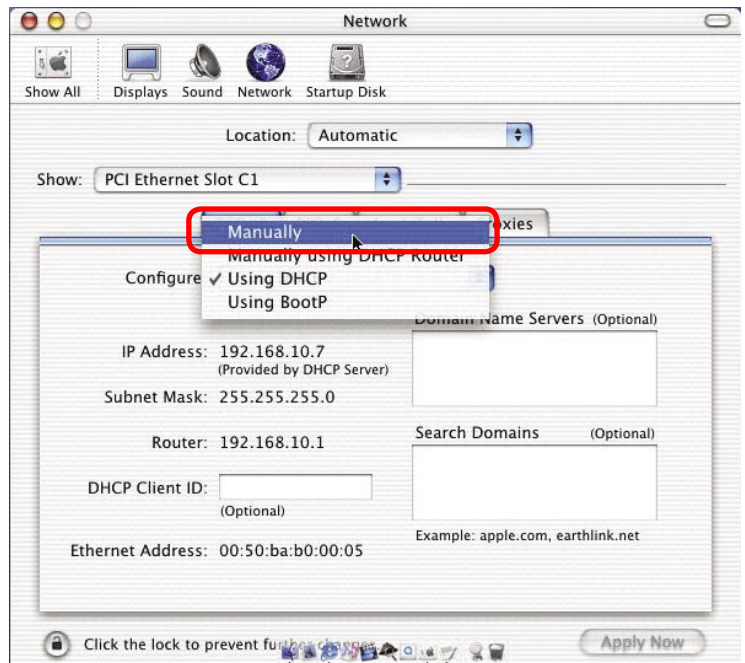 Network
Show All Displays Sound Network Startup Disk
Location: Automatic
Show: PCI Ethernet Slot C1
Manually
Manually using DHCP Router
Using DHCP
Using BootP
Configure
Domain Name Servers (Optional)
IP Address: 192.168.10.7
(Provided by DHCP Server)
Subnet Mask: 255.255.255.0
Router: 192.168.10.1
Search Domains (Optional)
DHCP Client ID:
(Optional)
Example: apple.com, earthlink.net
Ethernet Address: 00:50:ba:b0:00:05
Click the lock to prevent further changes.
Apply Now